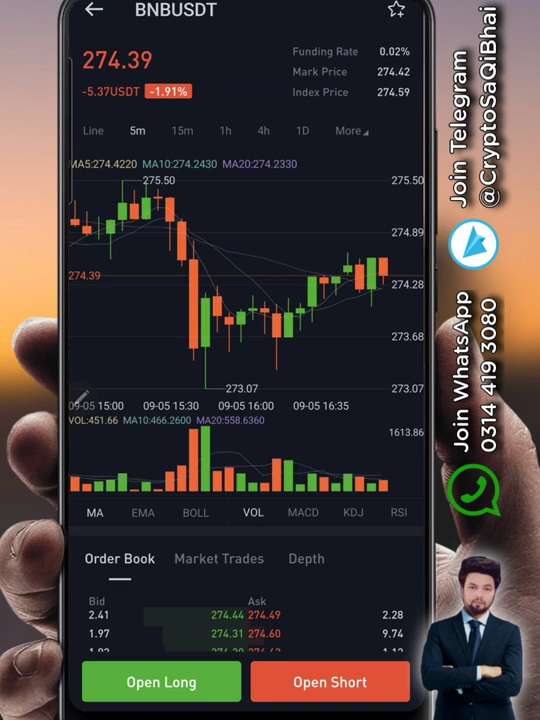 BNBUSDT
274.39
-5.37USDT -1.91%
Funding Rate 0.02%
Mark Price 274.42
Index Price 274.59
Line 5m 15m 1h 4h 1D More
MA5:274.4220 MA10:274.2430 MA20:274.2330
275.50 275.50
274.89
274.39 274.28
273.68
273.07 273.07
09-05 15:00 09-05 15:30 09-05 16:00 09-05 16:35
VOL:451.66 MA10:466.2600 MA20:558.6360
1613.86
MA EMA BOLL VOL MACD KDJ RSI
Order Book Market Trades Depth
Bid Ask
2.41 274.44 274.49 2.28
1.97 274.31 274.60 9.74
Open Long Open Short
Join Telegram
@CryptoSaQiBhai
Join WhatsApp
0314 419 3080